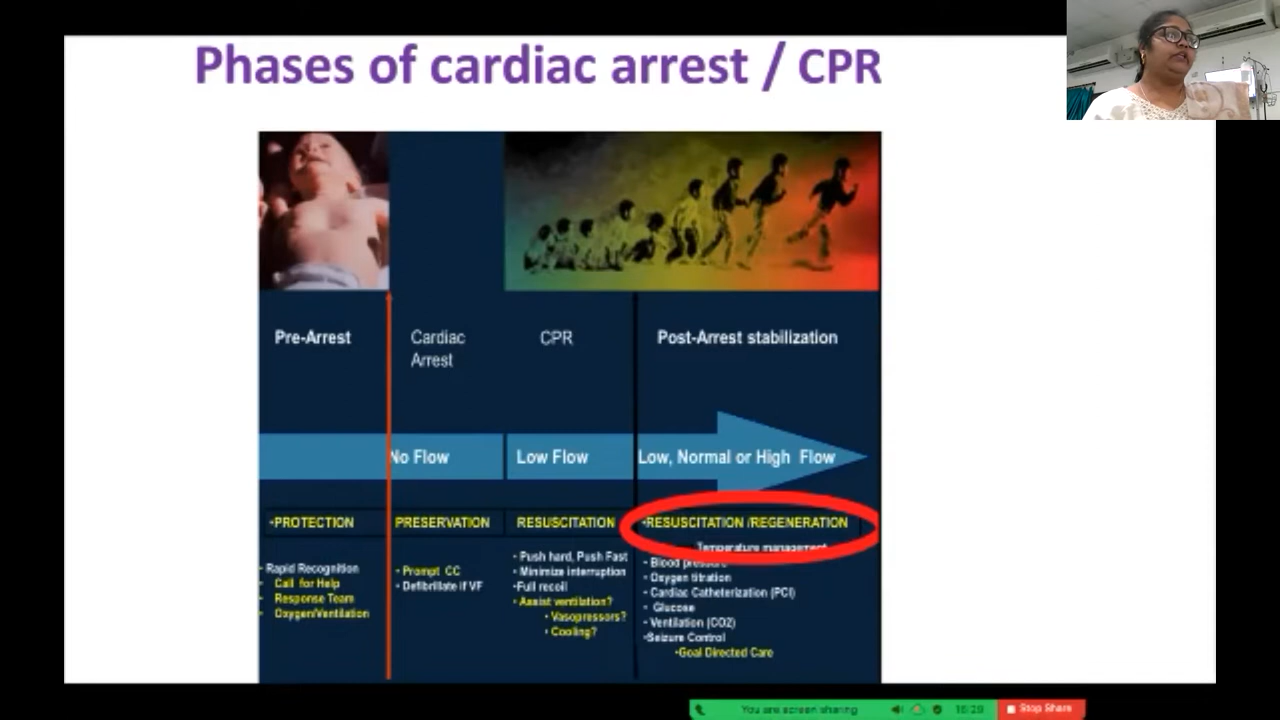 Phases of cardiac arrest / CPR
Pre-Arrest
Cardiac
Arrest
CPR
Post-Arrest stabilization
No Flow
Low Flow
Low, Normal or High Flow
•PROTECTION
PRESERVATION
RESUSCITATION
•RESUSCITATION /REGENERATION
• Rapid Recognition
• Call for Help
• Response Team
• Oxygen/Ventilation
• Prompt CC
• Defibrillate if VF
• Push hard, Push Fast
• Minimize interruption
•Full recoil
• Assist ventilation?
• Vasopressors?
• Cooling?
Temperature management
• Blood pressure
• Oxygen titration
• Cardiac Catheterization (PCI)
• Glucose
• Ventilation (CO2)
•Seizure Control
•Goal Directed Care
You are screen sharing
16:29
Stop Share